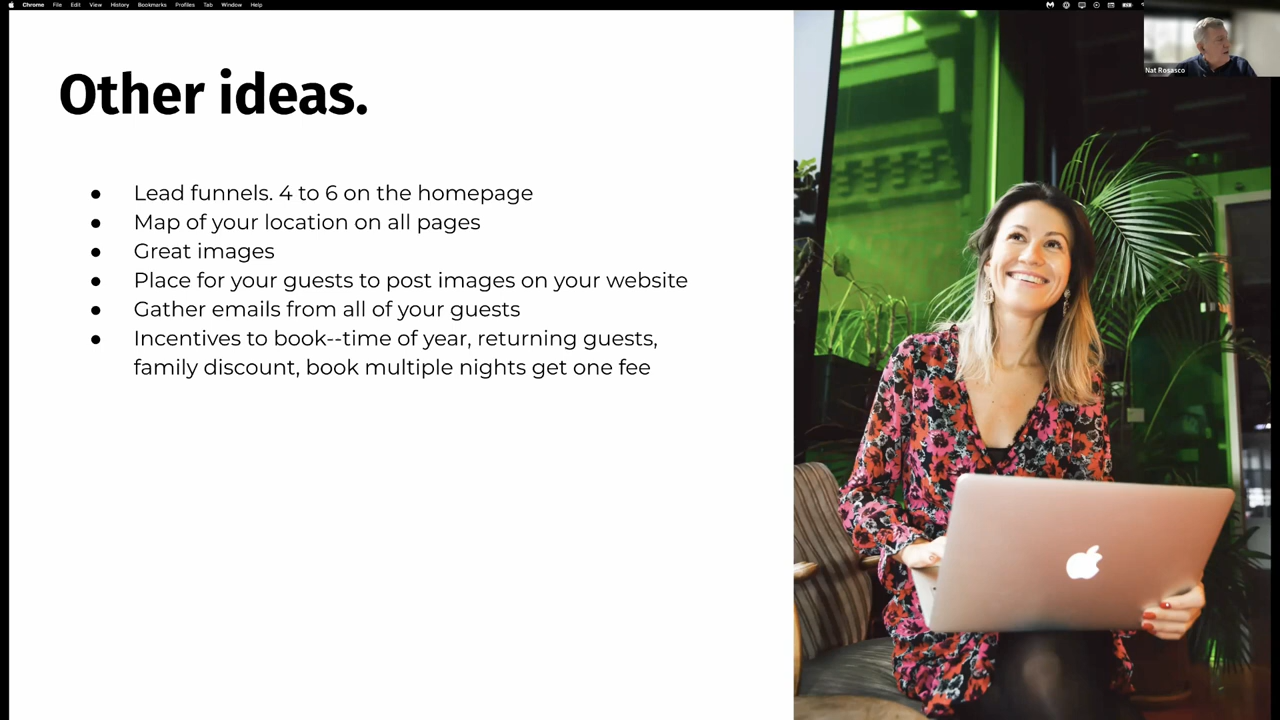 Chrome File Edit View History Bookmarks Profiles Tab Window Help
Nat Rosasco
Other ideas.
● Lead funnels. 4 to 6 on the homepage
● Map of your location on all pages
● Great images
● Place for your guests to post images on your website
● Gather emails from all of your guests
● Incentives to book--time of year, returning guests,
family discount, book multiple nights get one fee